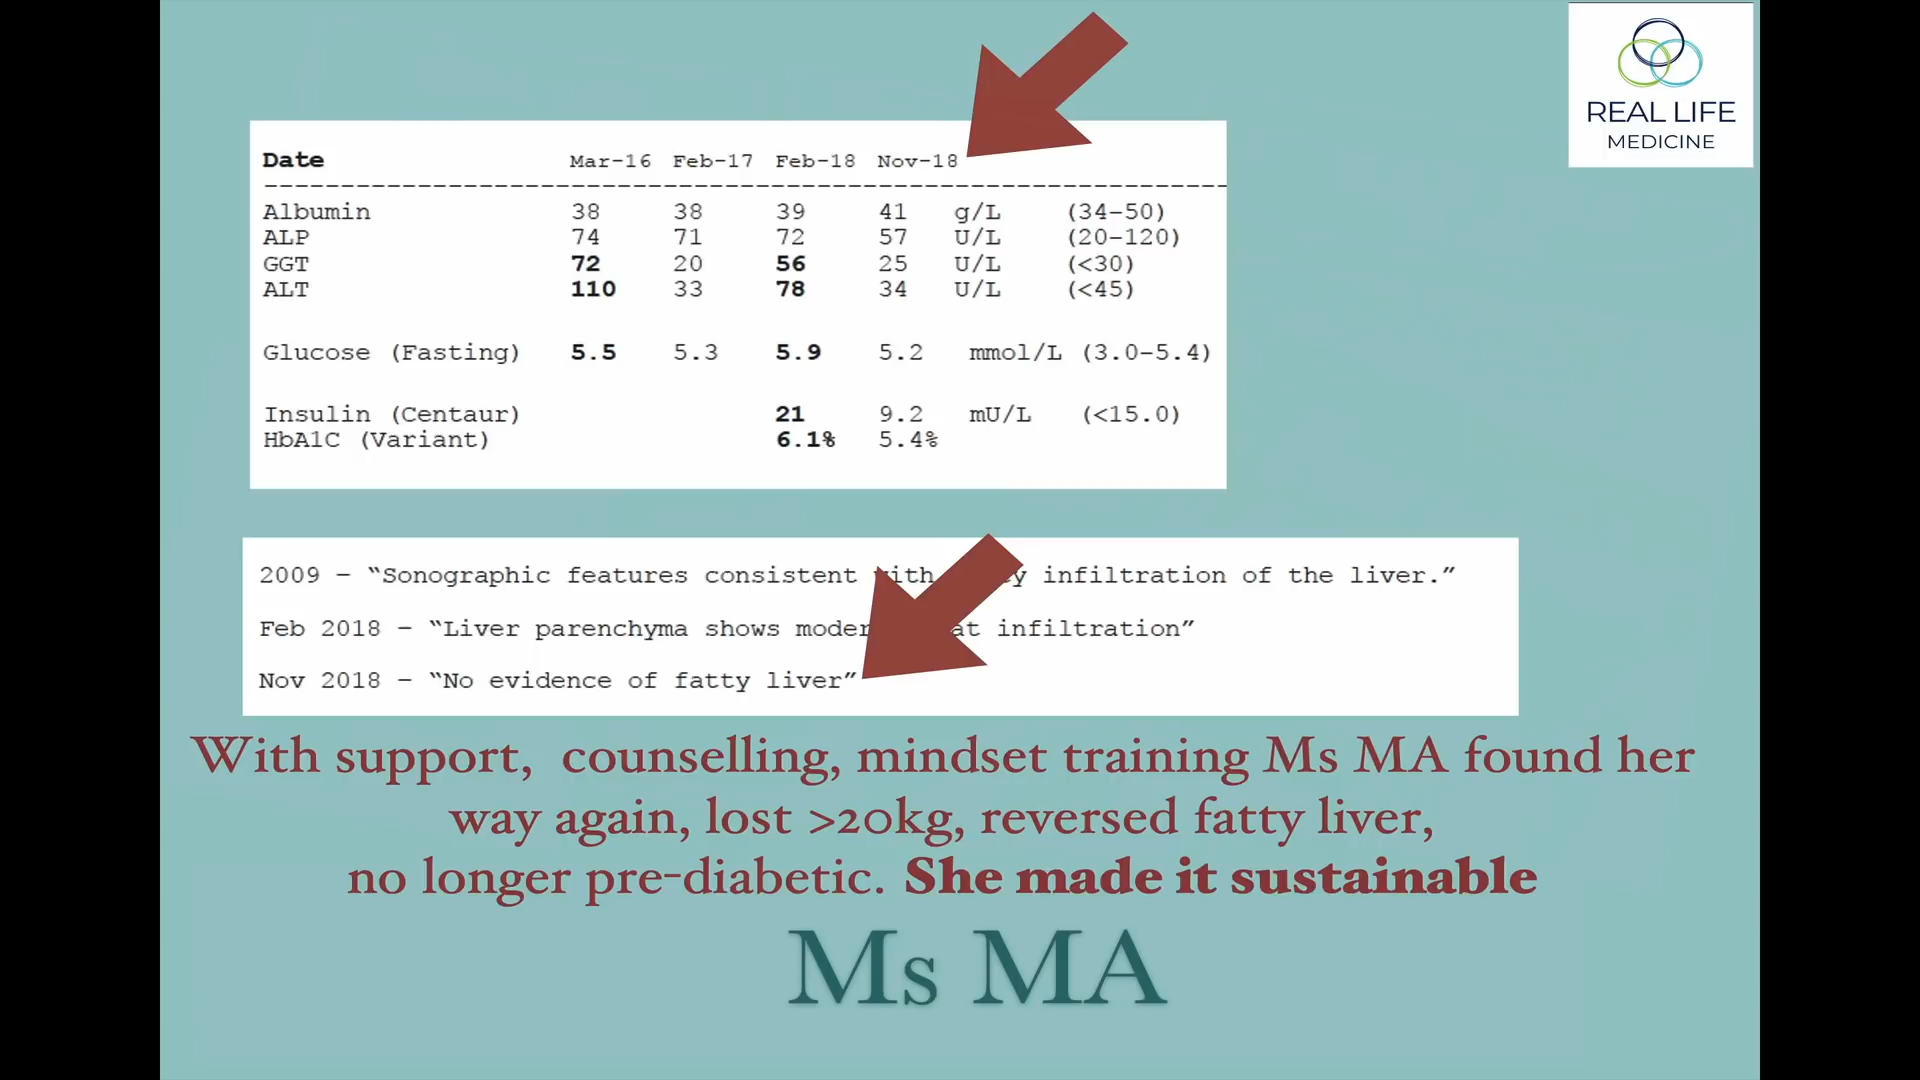 REAL LIFE
MEDICINE
Date Mar-16 Feb-17 Feb-18 Nov-18
Albumin 38 38 39 41 g/L (34-50)
ALP 74 71 72 57 U/L (20-120)
GGT 72 20 56 25 U/L (<30)
ALT 110 33 78 34 U/L (<45)
Glucose (Fasting) 5.5 5.3 5.9 5.2 mmol/L (3.0-5.4)
Insulin (Centaur) 21 9.2 mU/L (<15.0)
HbA1C (Variant) 6.1% 5.4%
2009 – “Sonographic features consistent with infiltration of the liver.”
Feb 2018 – “Liver parenchyma shows infiltration”
Nov 2018 – “No evidence of fatty liver”
With support, counselling, mindset training Ms MA found her
way again, lost >20kg, reversed fatty liver,
no longer pre-diabetic. She made it sustainable
Ms MA